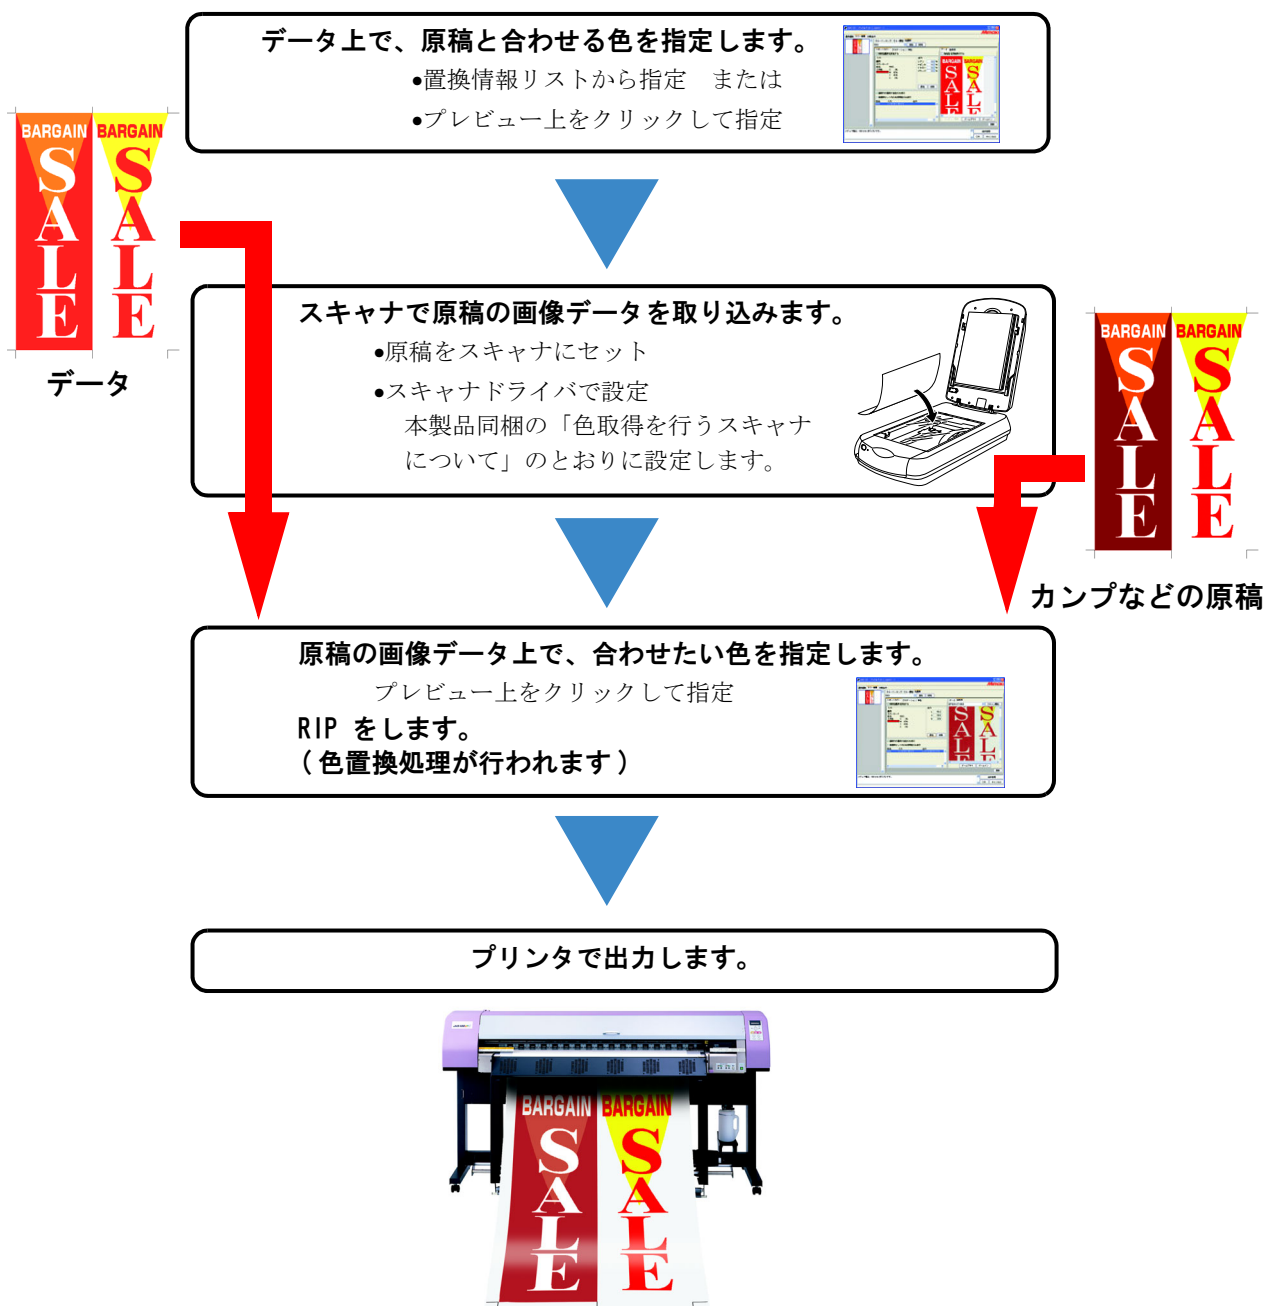 データ上で、原稿と合わせる色を指定します。
●置換情報リストから指定　または
●プレビュー上をクリックして指定
BARGAIN BARGAIN
SALE SALE
データ
スキャナで原稿の画像データを取り込みます。
●原稿をスキャナにセット
●スキャナドライバで設定
本製品同梱の「色取得を行うスキャナ
について」のとおりに設定します。
BARGAIN BARGAIN
SALE SALE
カンプなどの原稿
原稿の画像データ上で、合わせたい色を指定します。
プレビュー上をクリックして指定
RIP をします。
（色置換処理が行われます）
SALE SALE
プリンタで出力します。
BARGAIN BARGAIN
SALE SALE